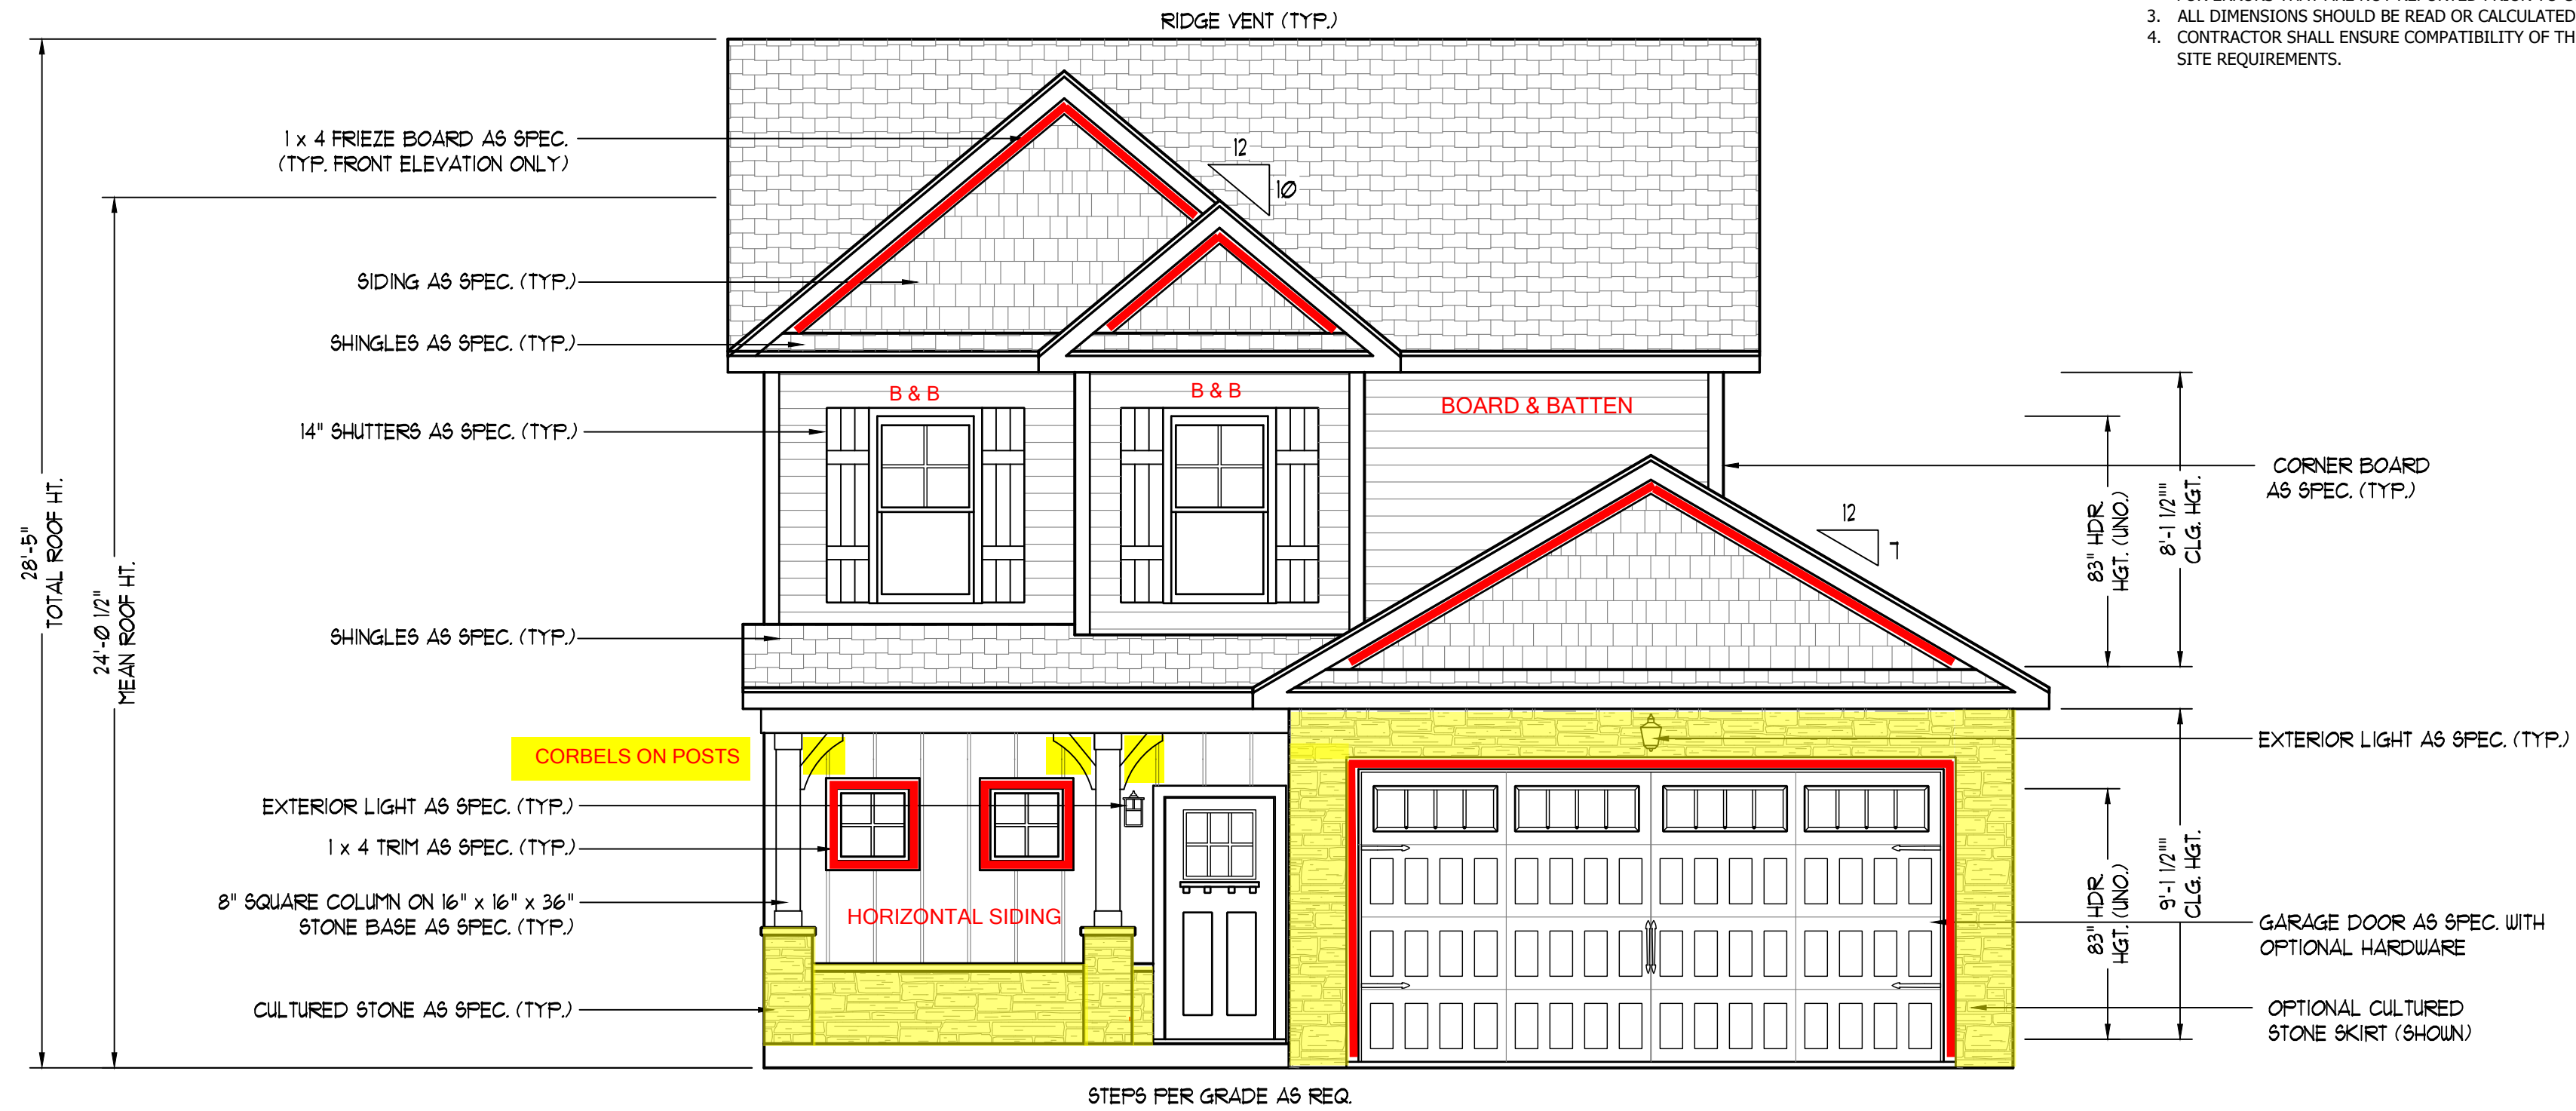 RIDGE VENT (TYP.)
3. ALL DIMENSIONS SHOULD BE READ OR CALCULATED
4. CONTRACTOR SHALL ENSURE COMPATIBILITY OF TH
SITE REQUIREMENTS.
1 x 4 FRIEZE BOARD AS SPEC.
(TYP. FRONT ELEVATION ONLY)
12
10
SIDING AS SPEC. (TYP.)
SHINGLES AS SPEC. (TYP.)
B & B
B & B
BOARD & BATTEN
14" SHUTTERS AS SPEC. (TYP.)
CORNER BOARD
AS SPEC. (TYP.)
12
7
28'-5"
TOTAL ROOF HT.
24'-0 1/2"
MEAN ROOF HT.
83" HDR.
HGT. (UNO.)
8'-1 1/2""
CLG. HGT.
SHINGLES AS SPEC. (TYP.)
CORBELS ON POSTS
EXTERIOR LIGHT AS SPEC. (TYP.)
EXTERIOR LIGHT AS SPEC. (TYP.)
1 x 4 TRIM AS SPEC. (TYP.)
8" SQUARE COLUMN ON 16" x 16" x 36"
STONE BASE AS SPEC. (TYP.)
HORIZONTAL SIDING
83" HDR.
HGT. (UNO.)
9'-1 1/2""
CLG. HGT.
GARAGE DOOR AS SPEC. WITH
OPTIONAL HARDWARE
CULTURED STONE AS SPEC. (TYP.)
OPTIONAL CULTURED
STONE SKIRT (SHOWN)
STEPS PER GRADE AS REQ.